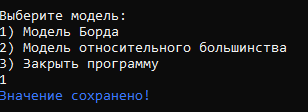 Выберите модель:
1) Модель Борда
2) Модель относительного большинства
3) Закрыть программу
1
Значение сохранено!